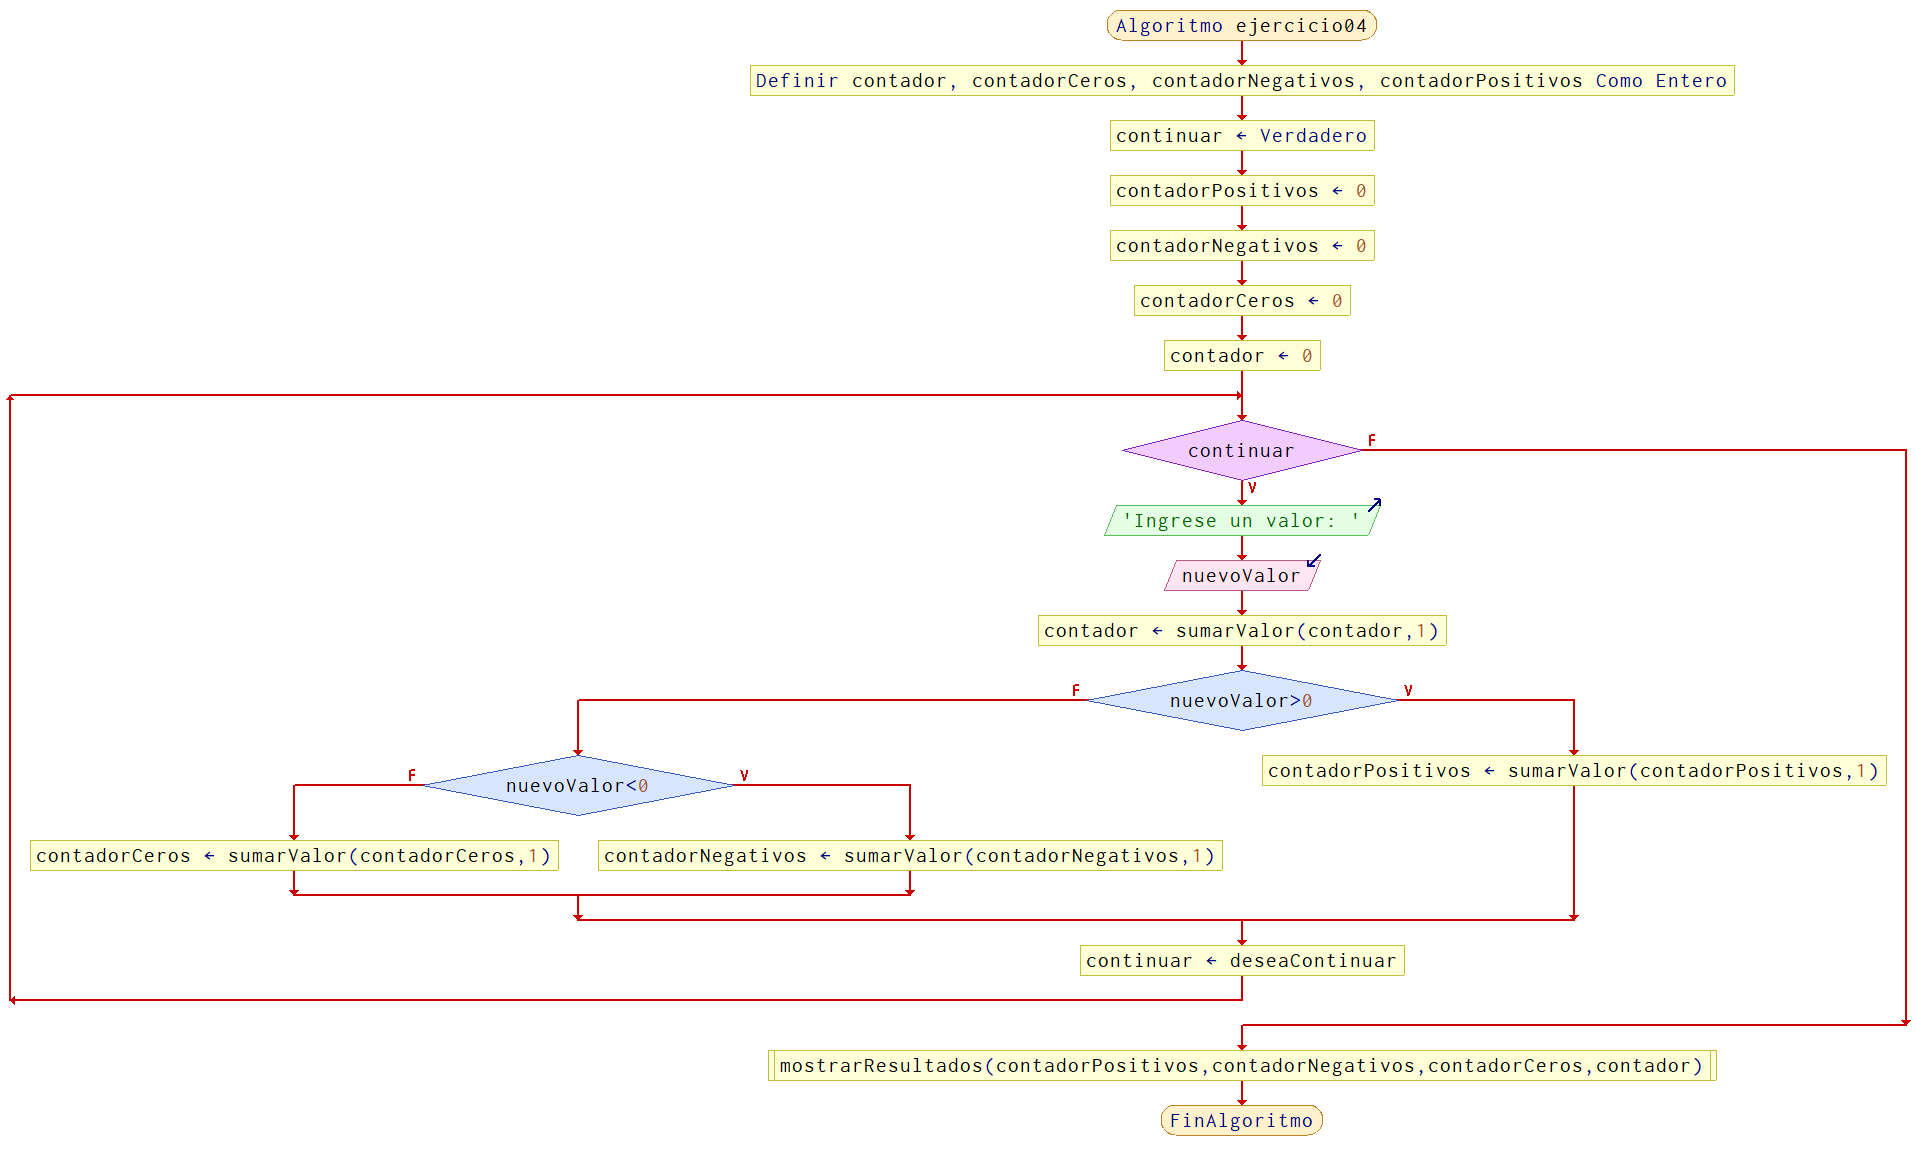 Algoritmo ejercicio04
Definir contador, contadorCeros, contadorNegativos, contadorPositivos Como Entero
continuar ← Verdadero
contadorPositivos ← 0
contadorNegativos ← 0
contadorCeros ← 0
contador ← 0
continuar
F
V
'Ingrese un valor: '
nuevoValor
contador ← sumarValor(contador,1)
F
nuevoValor>0
V
F
nuevoValor<0
V
contadorPositivos ← sumarValor(contadorPositivos,1)
contadorCeros ← sumarValor(contadorCeros,1)
contadorNegativos ← sumarValor(contadorNegativos,1)
continuar ← deseaContinuar
mostrarResultados(contadorPositivos,contadorNegativos,contadorCeros,contador)
FinAlgoritmo